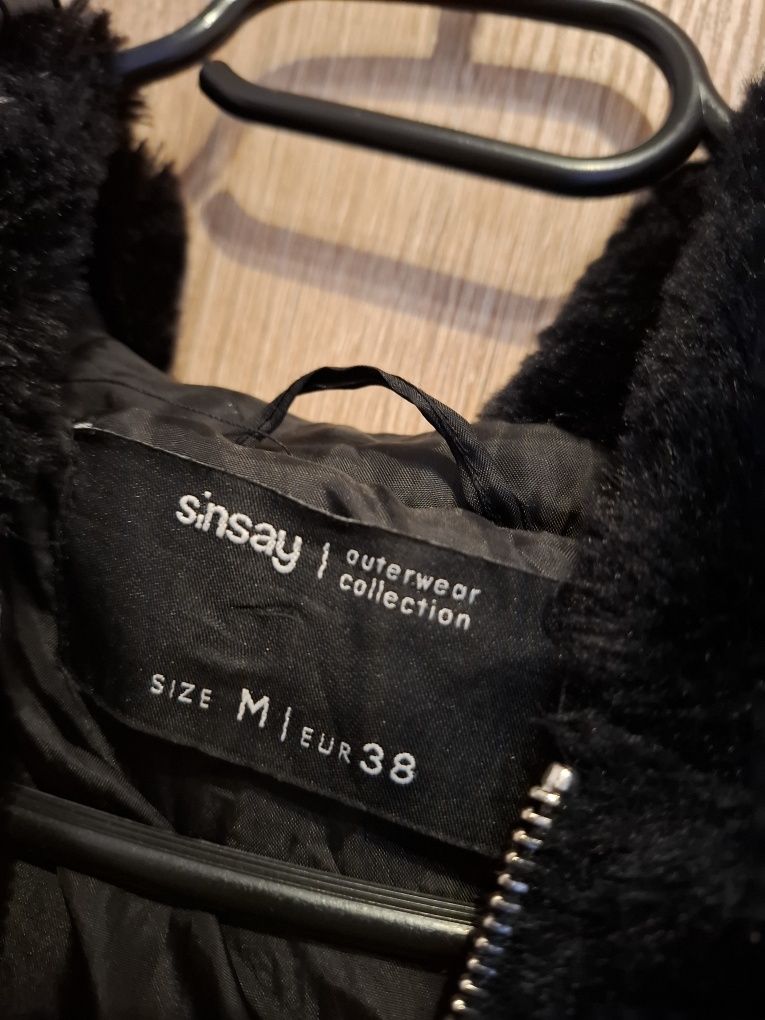 sinsay | outerwear
collection
SIZE M | EUR 38